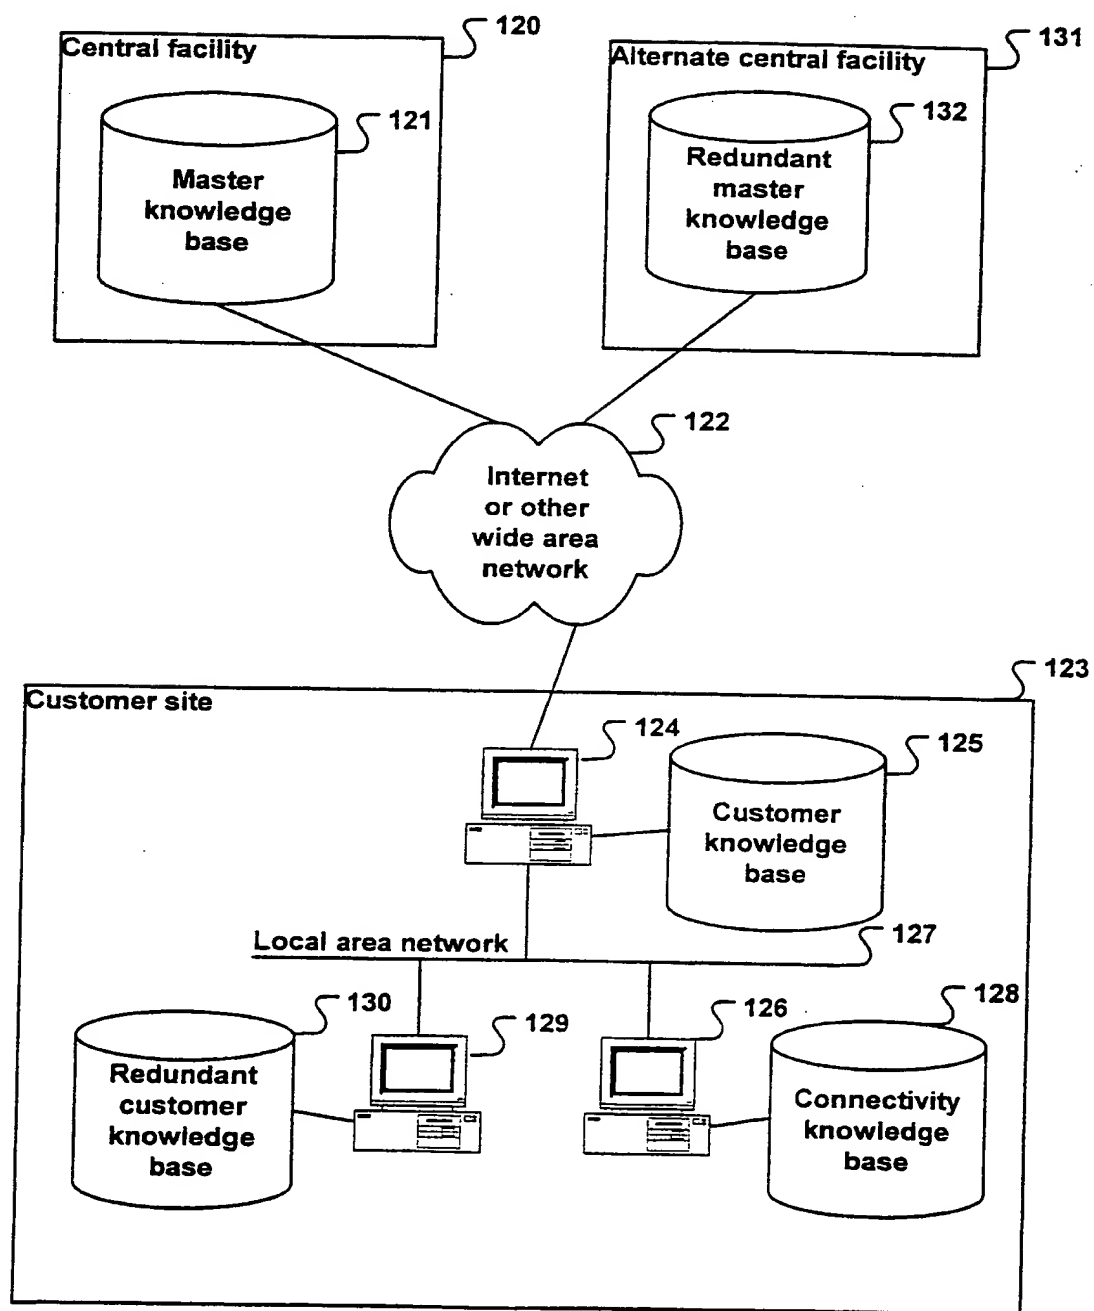 120
Central facility
131
Alternate central facility
121
132
Master
knowledge
base
Redundant
master
knowledge
base
122
Internet
or other
wide area
network
123
Customer site
124
125
Customer
knowledge
base
Local area network
127
130
129
126
128
Redundant
customer
knowledge
base
Connectivity
knowledge
base